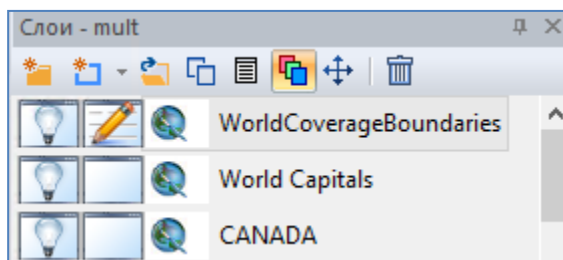 Слои - mult
WorldCoverageBoundaries
World Capitals
CANADA